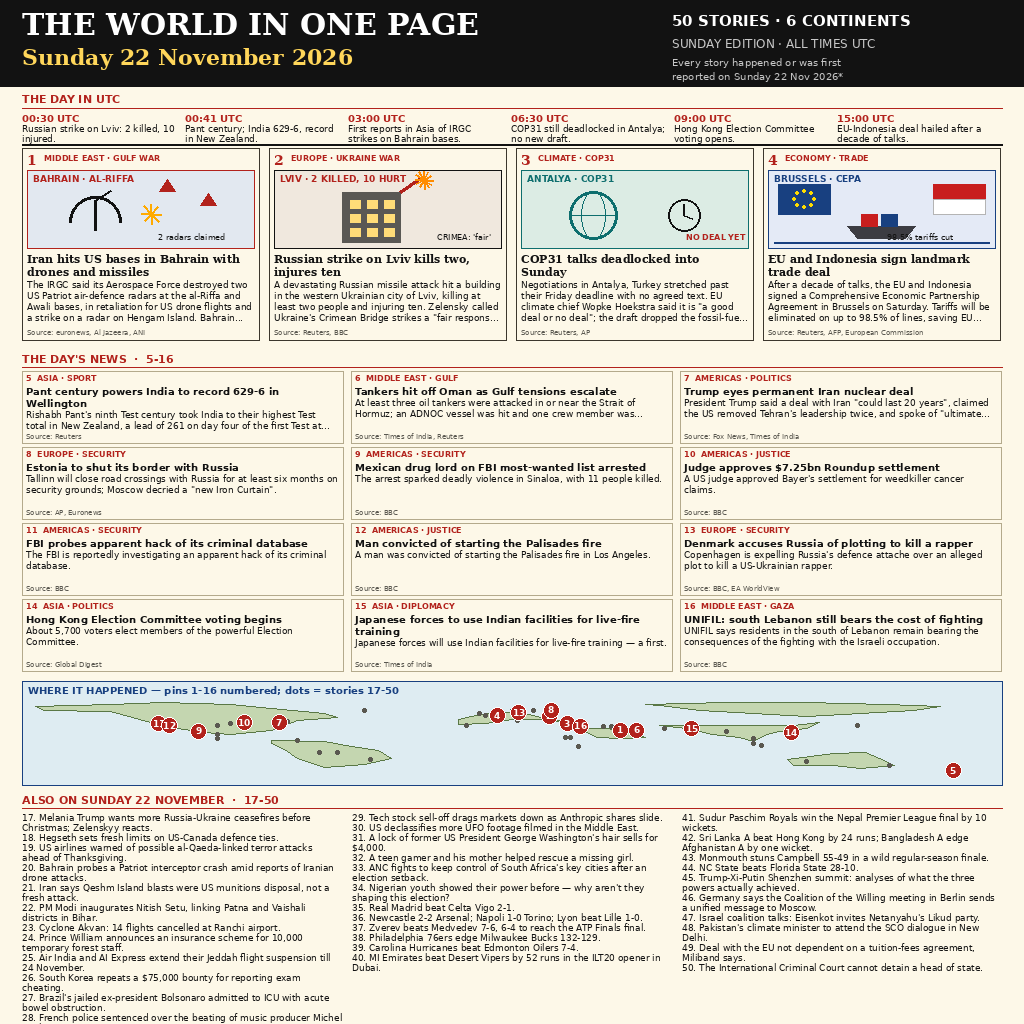 THE WORLD IN ONE PAGE
Sunday 22 November 2026
50 STORIES · 6 CONTINENTS
SUNDAY EDITION · ALL TIMES UTC
Every story happened or was first
reported on Sunday 22 Nov 2026*
THE DAY IN UTC
00:30 UTC
Russian strike on Lviv: 2 killed, 10
injured.
00:41 UTC
Pant century; India 629-6, record
in New Zealand.
03:00 UTC
First reports in Asia of IRGC
strikes on Bahrain bases.
06:30 UTC
COP31 still deadlocked in Antalya;
no new draft.
09:00 UTC
Hong Kong Election Committee
voting opens.
15:00 UTC
EU-Indonesia deal hailed after a
decade of talks.
1 MIDDLE EAST · GULF WAR
BAHRAIN · AL-RIFFA
2 radars claimed
Iran hits US bases in Bahrain with
drones and missiles
The IRGC said its Aerospace Force destroyed two
US Patriot air-defence radars at the al-Riffa and
Awali bases, in retaliation for US drone flights and
a strike on a radar on Hengam Island. Bahrain...
Source: euronews, Al Jazeera, ANI
2 EUROPE · UKRAINE WAR
LVIV · 2 KILLED, 10 HURT
CRIMEA: 'fair'
Russian strike on Lviv kills two,
injures ten
A devastating Russian missile attack hit a building
in the western Ukrainian city of Lviv, killing at
least two people and injuring ten. Zelensky called
Ukraine's Crimean Bridge strikes a "fair respons...
Source: Reuters, BBC
3 CLIMATE · COP31
ANTALYA · COP31
NO DEAL YET
COP31 talks deadlocked into
Sunday
Negotiations in Antalya, Turkey stretched past
their Friday deadline with no agreed text. EU
climate chief Wopke Hoekstra said it is "a good
deal or no deal"; the draft dropped the fossil-fue...
Source: Reuters, AP
4 ECONOMY · TRADE
BRUSSELS · CEPA
98.5% tariffs cut
EU and Indonesia sign landmark
trade deal
After a decade of talks, the EU and Indonesia
signed a Comprehensive Economic Partnership
Agreement in Brussels on Saturday. Tariffs will be
eliminated on up to 98.5% of lines, saving EU...
Source: Reuters, AFP, European Commission
THE DAY'S NEWS · 5-16
5 ASIA · SPORT
Pant century powers India to record 629-6 in
Wellington
Rishabh Pant's ninth Test century took India to their highest Test
total in New Zealand, a lead of 261 on day four of the first Test at...
Source: Reuters
6 MIDDLE EAST · GULF
Tankers hit off Oman as Gulf tensions escalate
At least three oil tankers were attacked in or near the Strait of
Hormuz; an ADNOC vessel was hit and one crew member was...
Source: Times of India, Reuters
7 AMERICAS · POLITICS
Trump eyes permanent Iran nuclear deal
President Trump said a deal with Iran "could last 20 years", claimed
the US removed Tehran's leadership twice, and spoke of "ultimate...
Source: Fox News, Times of India
8 EUROPE · SECURITY
Estonia to shut its border with Russia
Tallinn will close road crossings with Russia for at least six months on
security grounds; Moscow decried a "new Iron Curtain".
Source: AP, Euronews
9 AMERICAS · SECURITY
Mexican drug lord on FBI most-wanted list arrested
The arrest sparked deadly violence in Sinaloa, with 11 people killed.
Source: BBC
10 AMERICAS · JUSTICE
Judge approves $7.25bn Roundup settlement
A US judge approved Bayer's settlement for weedkiller cancer
claims.
Source: BBC
11 AMERICAS · SECURITY
FBI probes apparent hack of its criminal database
The FBI is reportedly investigating an apparent hack of its criminal
database.
Source: BBC
12 AMERICAS · JUSTICE
Man convicted of starting the Palisades fire
A man was convicted of starting the Palisades fire in Los Angeles.
Source: BBC
13 EUROPE · SECURITY
Denmark accuses Russia of plotting to kill a rapper
Copenhagen is expelling Russia's defence attache over an alleged
plot to kill a US-Ukrainian rapper.
Source: BBC, EA WorldView
14 ASIA · POLITICS
Hong Kong Election Committee voting begins
About 5,700 voters elect members of the powerful Election
Committee.
Source: Global Digest
15 ASIA · DIPLOMACY
Japanese forces to use Indian facilities for live-fire
training
Japanese forces will use Indian facilities for live-fire training — a first.
Source: Times of India
16 MIDDLE EAST · GAZA
UNIFIL: south Lebanon still bears the cost of fighting
UNIFIL says residents in the south of Lebanon remain bearing the
consequences of the fighting with the Israeli occupation.
Source: BBC
WHERE IT HAPPENED — pins 1-16 numbered; dots = stories 17-50
12
9
10
7
4
13
8
3
16
1
6
15
14
5
ALSO ON SUNDAY 22 NOVEMBER · 17-50
17. Melania Trump wants more Russia-Ukraine ceasefires before
Christmas; Zelenskyy reacts.
18. Hegseth sets fresh limits on US-Canada defence ties.
19. US airlines warned of possible al-Qaeda-linked terror attacks
ahead of Thanksgiving.
20. Bahrain probes a Patriot interceptor crash amid reports of Iranian
drone attacks.
21. Iran says Qeshm Island blasts were US munitions disposal, not a
fresh attack.
22. PM Modi inaugurates Nitish Setu, linking Patna and Vaishali
districts in Bihar.
23. Cyclone Akvan: 14 flights cancelled at Ranchi airport.
24. Prince William announces an insurance scheme for 10,000
temporary forest staff.
25. Air India and AI Express extend their Jeddah flight suspension till
24 November.
26. South Korea repeats a $75,000 bounty for reporting exam
cheating.
27. Brazil's jailed ex-president Bolsonaro admitted to ICU with acute
bowel obstruction.
28. French police sentenced over the beating of music producer Michel
29. Tech stock sell-off drags markets down as Anthropic shares slide.
30. US declassifies more UFO footage filmed in the Middle East.
31. A lock of former US President George Washington's hair sells for
$4,000.
32. A teen gamer and his mother helped rescue a missing girl.
33. ANC fights to keep control of South Africa's key cities after an
election setback.
34. Nigerian youth showed their power before — why aren't they
shaping this election?
35. Real Madrid beat Celta Vigo 2-1.
36. Newcastle 2-2 Arsenal; Napoli 1-0 Torino; Lyon beat Lille 1-0.
37. Zverev beats Medvedev 7-6, 6-4 to reach the ATP Finals final.
38. Philadelphia 76ers edge Milwaukee Bucks 132-129.
39. Carolina Hurricanes beat Edmonton Oilers 7-4.
40. MI Emirates beat Desert Vipers by 52 runs in the ILT20 opener in
Dubai.
41. Sudur Paschim Royals win the Nepal Premier League final by 10
wickets.
42. Sri Lanka A beat Hong Kong by 24 runs; Bangladesh A edge
Afghanistan A by one wicket.
43. Monmouth stuns Campbell 55-49 in a wild regular-season finale.
44. NC State beats Florida State 28-10.
45. Trump-Xi-Putin Shenzhen summit: analyses of what the three
powers actually achieved.
46. Germany says the Coalition of the Willing meeting in Berlin sends
a unified message to Moscow.
47. Israel coalition talks: Eisenkot invites Netanyahu's Likud party.
48. Pakistan's climate minister to attend the SCO dialogue in New
Delhi.
49. Deal with the EU not dependent on a tuition-fees agreement,
Miliband says.
50. The International Criminal Court cannot detain a head of state.